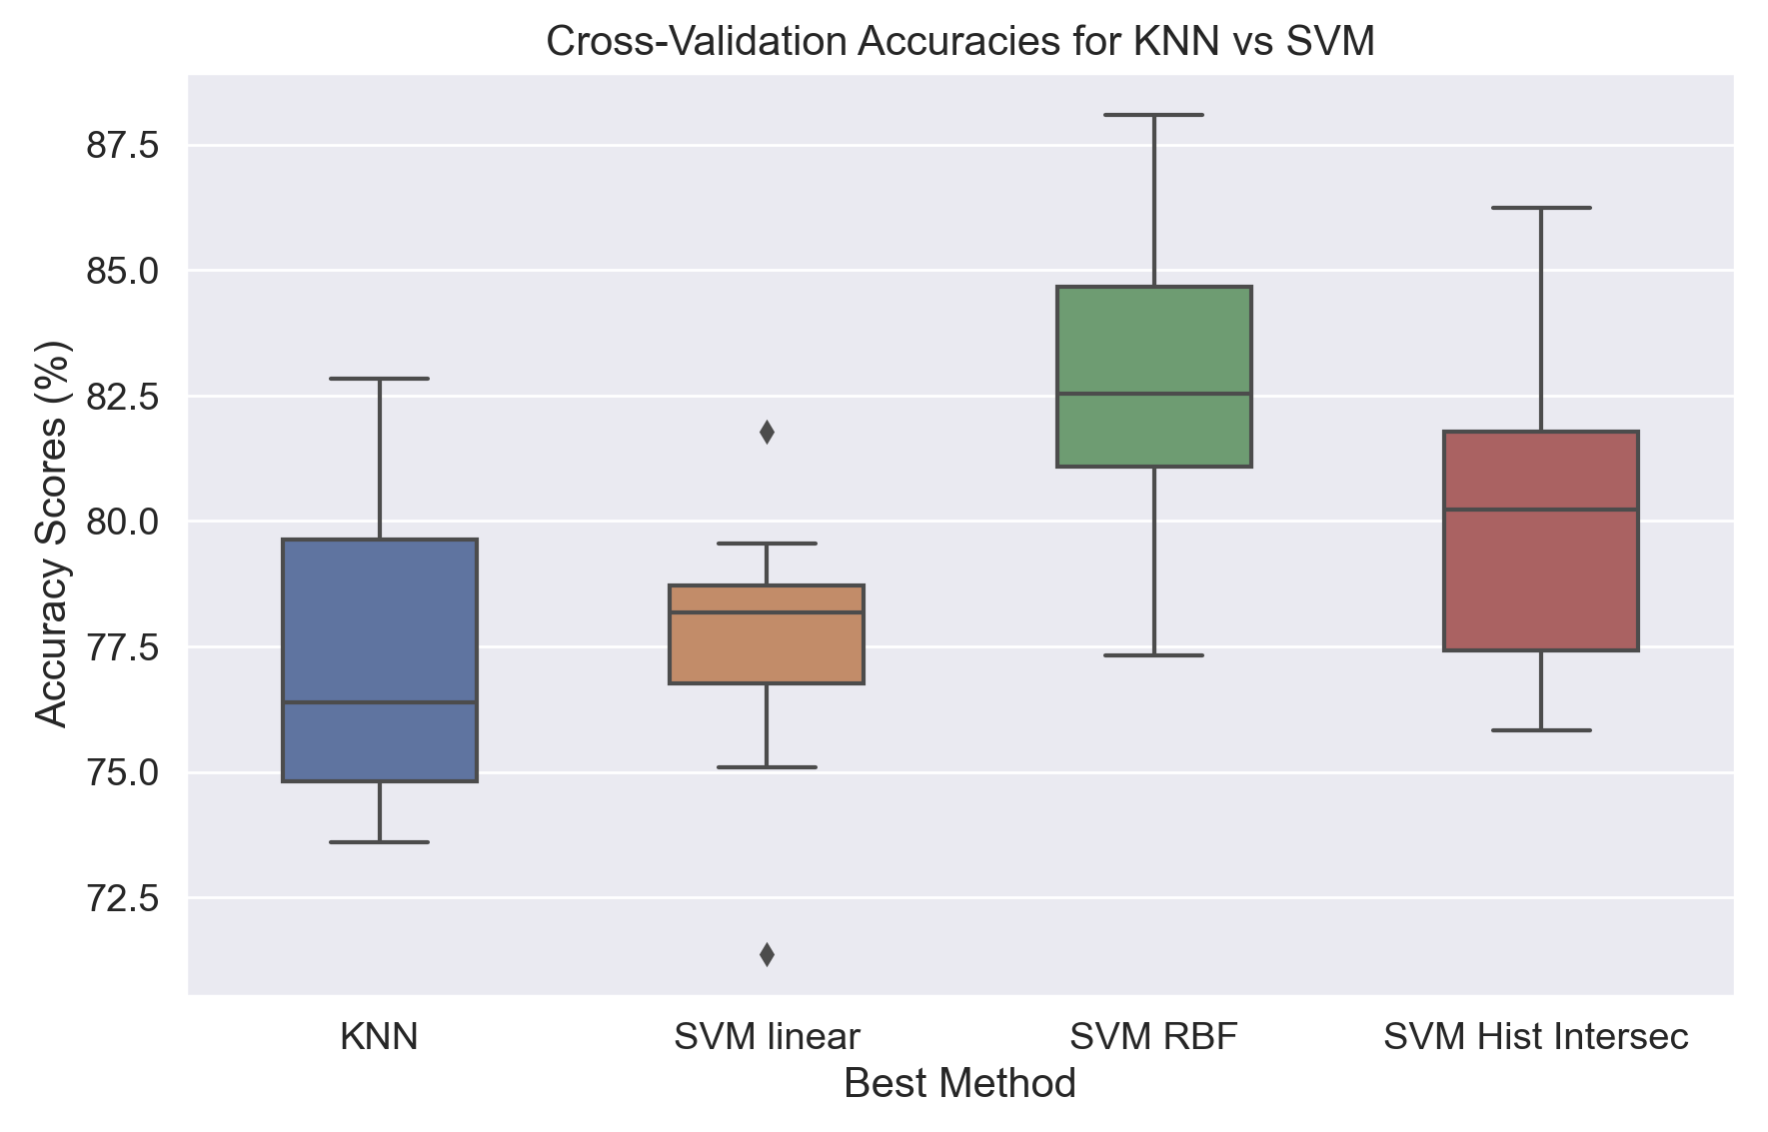 Cross-Validation Accuracies for KNN vs SVM
Accuracy Scores (%)
87.5
85.0
82.5
80.0
77.5
75.0
72.5
KNN
SVM linear
SVM RBF
SVM Hist Intersec
Best Method